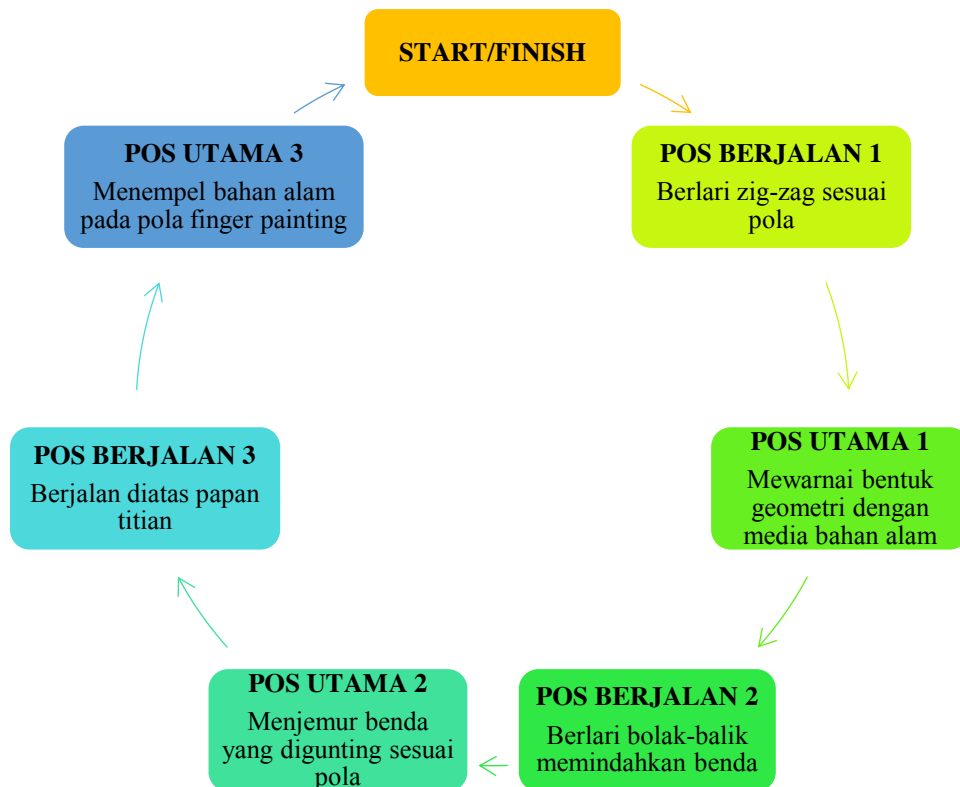 START/FINISH
POS BERJALAN 1
Berlari zig-zag sesuai
pola
POS UTAMA 1
Mewarnai bentuk
geometri dengan
media bahan alam
POS BERJALAN 2
Berlari bolak-balik
memindahkan benda
POS UTAMA 2
Menjemur benda
yang digunting sesuai
pola
POS BERJALAN 3
Berjalan diatas papan
titian
POS UTAMA 3
Menempel bahan alam
pada pola finger painting